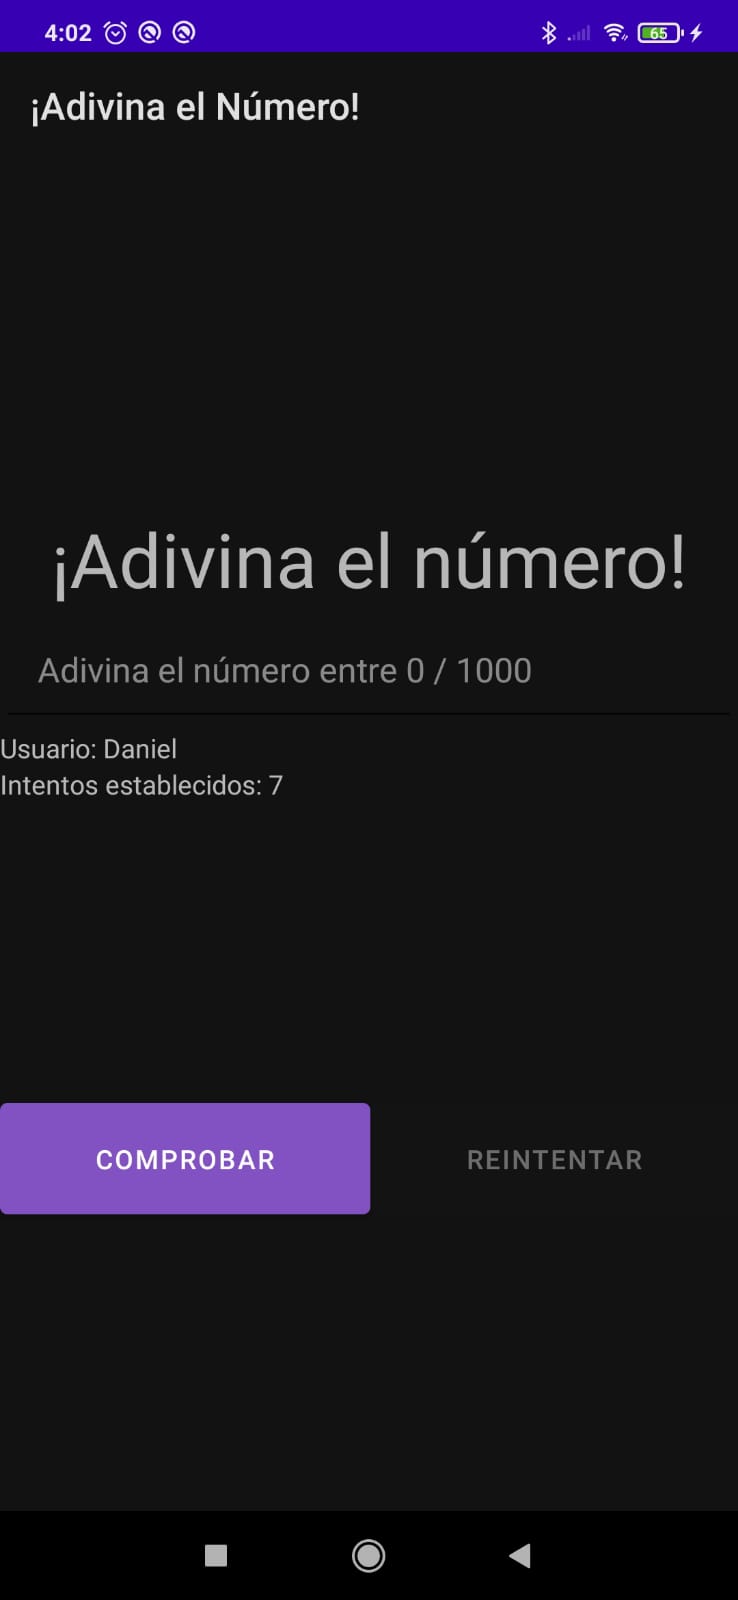 4:02
65
¡Adivina el Número!
¡Adivina el número!
Adivina el número entre 0 / 1000
Usuario: Daniel
Intentos establecidos: 7
COMPROBAR
REINTENTAR